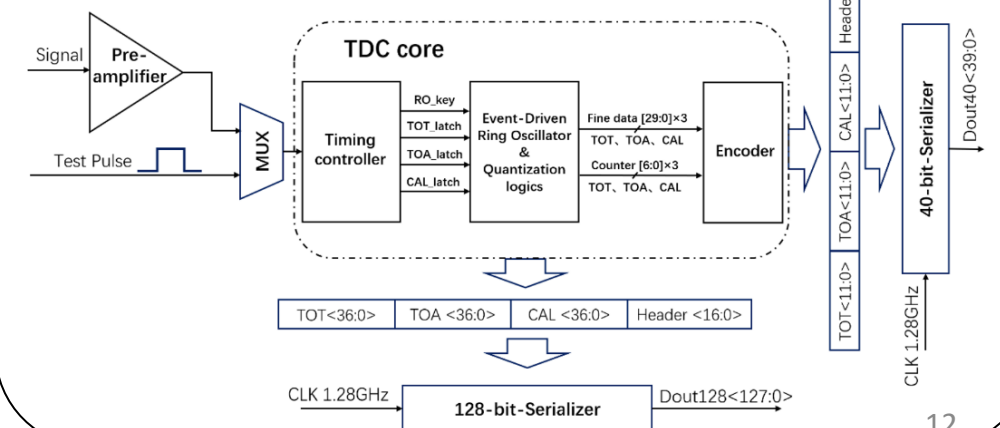 TDC core
Signal
Pre-
amplifier
Test Pulse
MUX
Timing
controller
RO_key
TOT_latch
TOA_latch
CAL_latch
Event-Driven
Ring Oscillator
&
Quantization
logics
Fine data [29:0]×3
TOT、TOA、CAL
Counter [6:0]×3
TOT、TOA、CAL
Encoder
CAL<11:0>
TOA<11:0>
TOT<11:0>
40-bit-Serializer
Dout40<39:0>
CLK 1.28GHz
TOT<36:0>
TOA <36:0>
CAL <36:0>
Header <16:0>
CLK 1.28GHz
128-bit-Serializer
Dout128<127:0>
12